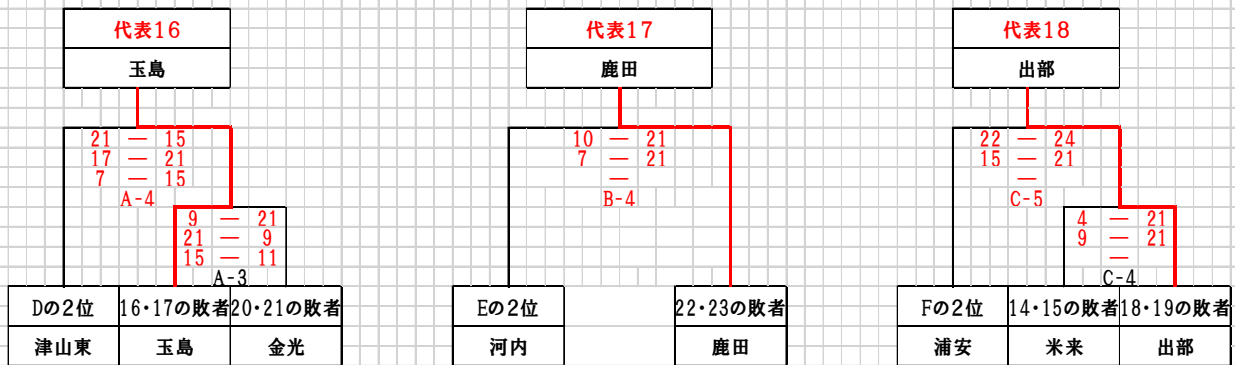 代表16
玉島
21 — 15
17 — 21
7 — 15
A-4
9 — 21
21 — 9
15 — 11
A-3
Dの2位 16・17の敗者 20・21の敗者
津山東 玉島 金光
代表17
鹿田
10 — 21
7 — 21
—
B-4
Eの2位 22・23の敗者
河内 鹿田
代表18
出部
22 — 24
15 — 21
—
C-5
4 — 21
9 — 21
—
C-4
Fの2位 14・15の敗者 18・19の敗者
浦安 米来 出部